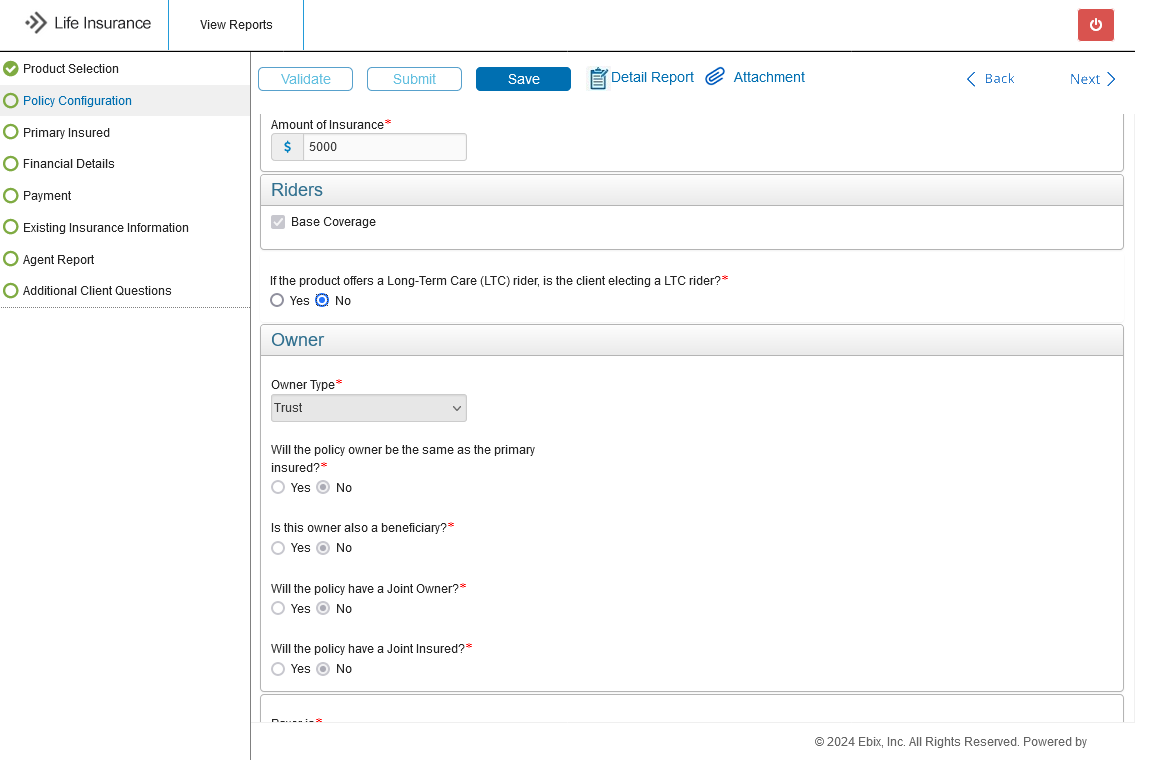 Life Insurance
View Reports
Product Selection
Policy Configuration
Primary Insured
Financial Details
Payment
Existing Insurance Information
Agent Report
Additional Client Questions
Validate
Submit
Save
Detail Report
Attachment
Back
Next
Amount of Insurance*
$ 5000
Riders
Base Coverage
If the product offers a Long-Term Care (LTC) rider, is the client electing a LTC rider?*
Yes No
Owner
Owner Type*
Trust
Will the policy owner be the same as the primary
insured?*
Yes No
Is this owner also a beneficiary?*
Yes No
Will the policy have a Joint Owner?*
Yes No
Will the policy have a Joint Insured?*
Yes No
© 2024 Ebix, Inc. All Rights Reserved. Powered by